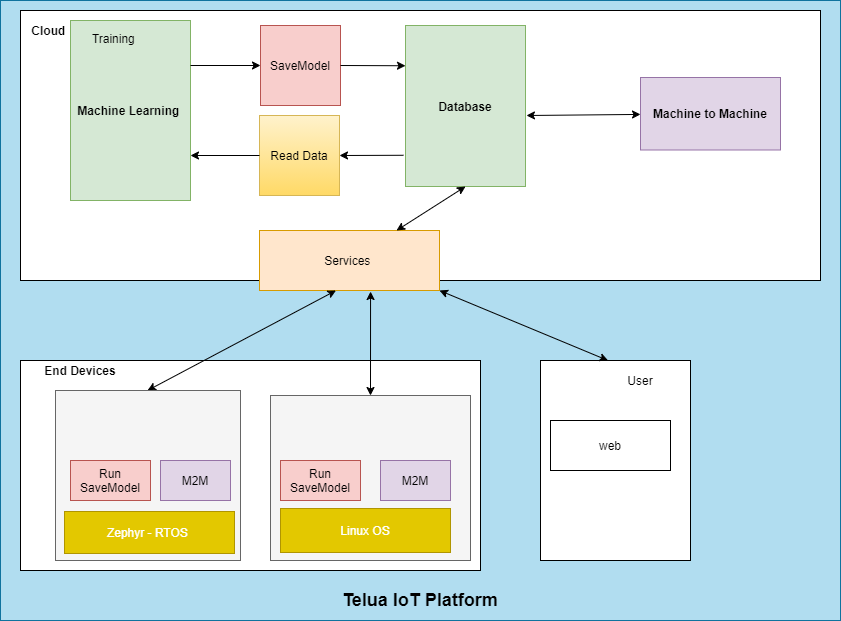 Cloud
Training
Machine Learning
SaveModel
Read Data
Database
Machine to Machine
Services
End Devices
Run
SaveModel
M2M
Zephyr - RTOS
Run
SaveModel
M2M
Linux OS
User
web
Telua IoT Platform